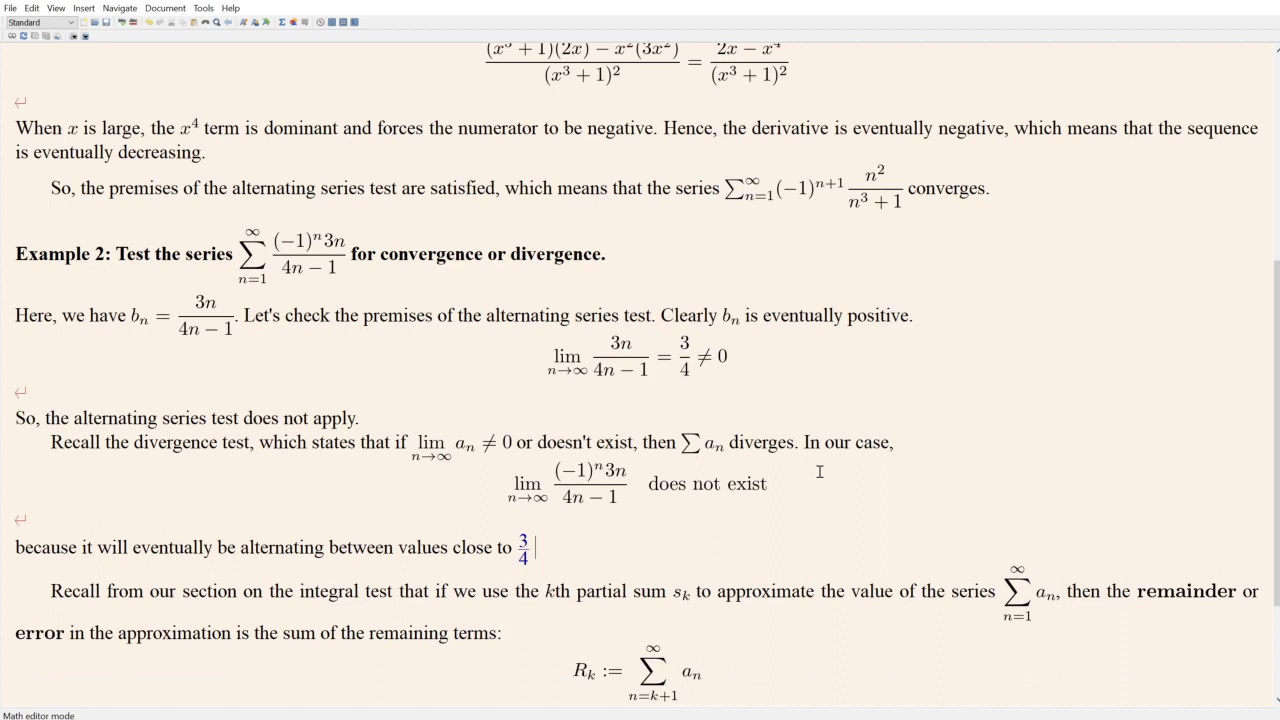 File Edit View Insert Navigate Document Tools Help
Standard
(x³ + 1)(2x) − x²(3x²) / (x³ + 1)² = 2x − x⁴ / (x³ + 1)²
When x is large, the x⁴ term is dominant and forces the numerator to be negative. Hence, the derivative is eventually negative, which means that the sequence
is eventually decreasing.
So, the premises of the alternating series test are satisfied, which means that the series ∑_{n=1}^{∞} (−1)^{n+1} n² / n³ + 1 converges.
Example 2: Test the series ∑_{n=1}^{∞} (−1)ⁿ3n / 4n − 1 for convergence or divergence.
Here, we have bₙ = 3n / 4n − 1. Let's check the premises of the alternating series test. Clearly bₙ is eventually positive.
lim_{n→∞} 3n / 4n − 1 = 3/4 ≠ 0
So, the alternating series test does not apply.
Recall the divergence test, which states that if lim_{n→∞} aₙ ≠ 0 or doesn't exist, then ∑ aₙ diverges. In our case,
lim_{n→∞} (−1)ⁿ3n / 4n − 1 does not exist
because it will eventually be alternating between values close to 3/4
Recall from our section on the integral test that if we use the kth partial sum sₖ to approximate the value of the series ∑_{n=1}^{∞} aₙ, then the remainder or
error in the approximation is the sum of the remaining terms:
Rₖ := ∑_{n=k+1}^{∞} aₙ
Math editor mode